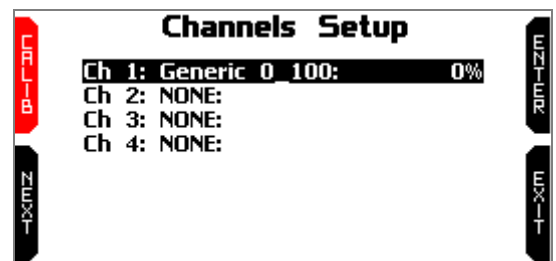 Channels Setup
CALIB
ENTER
Ch 1: Generic 0_100: 0%
Ch 2: NONE:
Ch 3: NONE:
Ch 4: NONE:
NEXT
EXIT